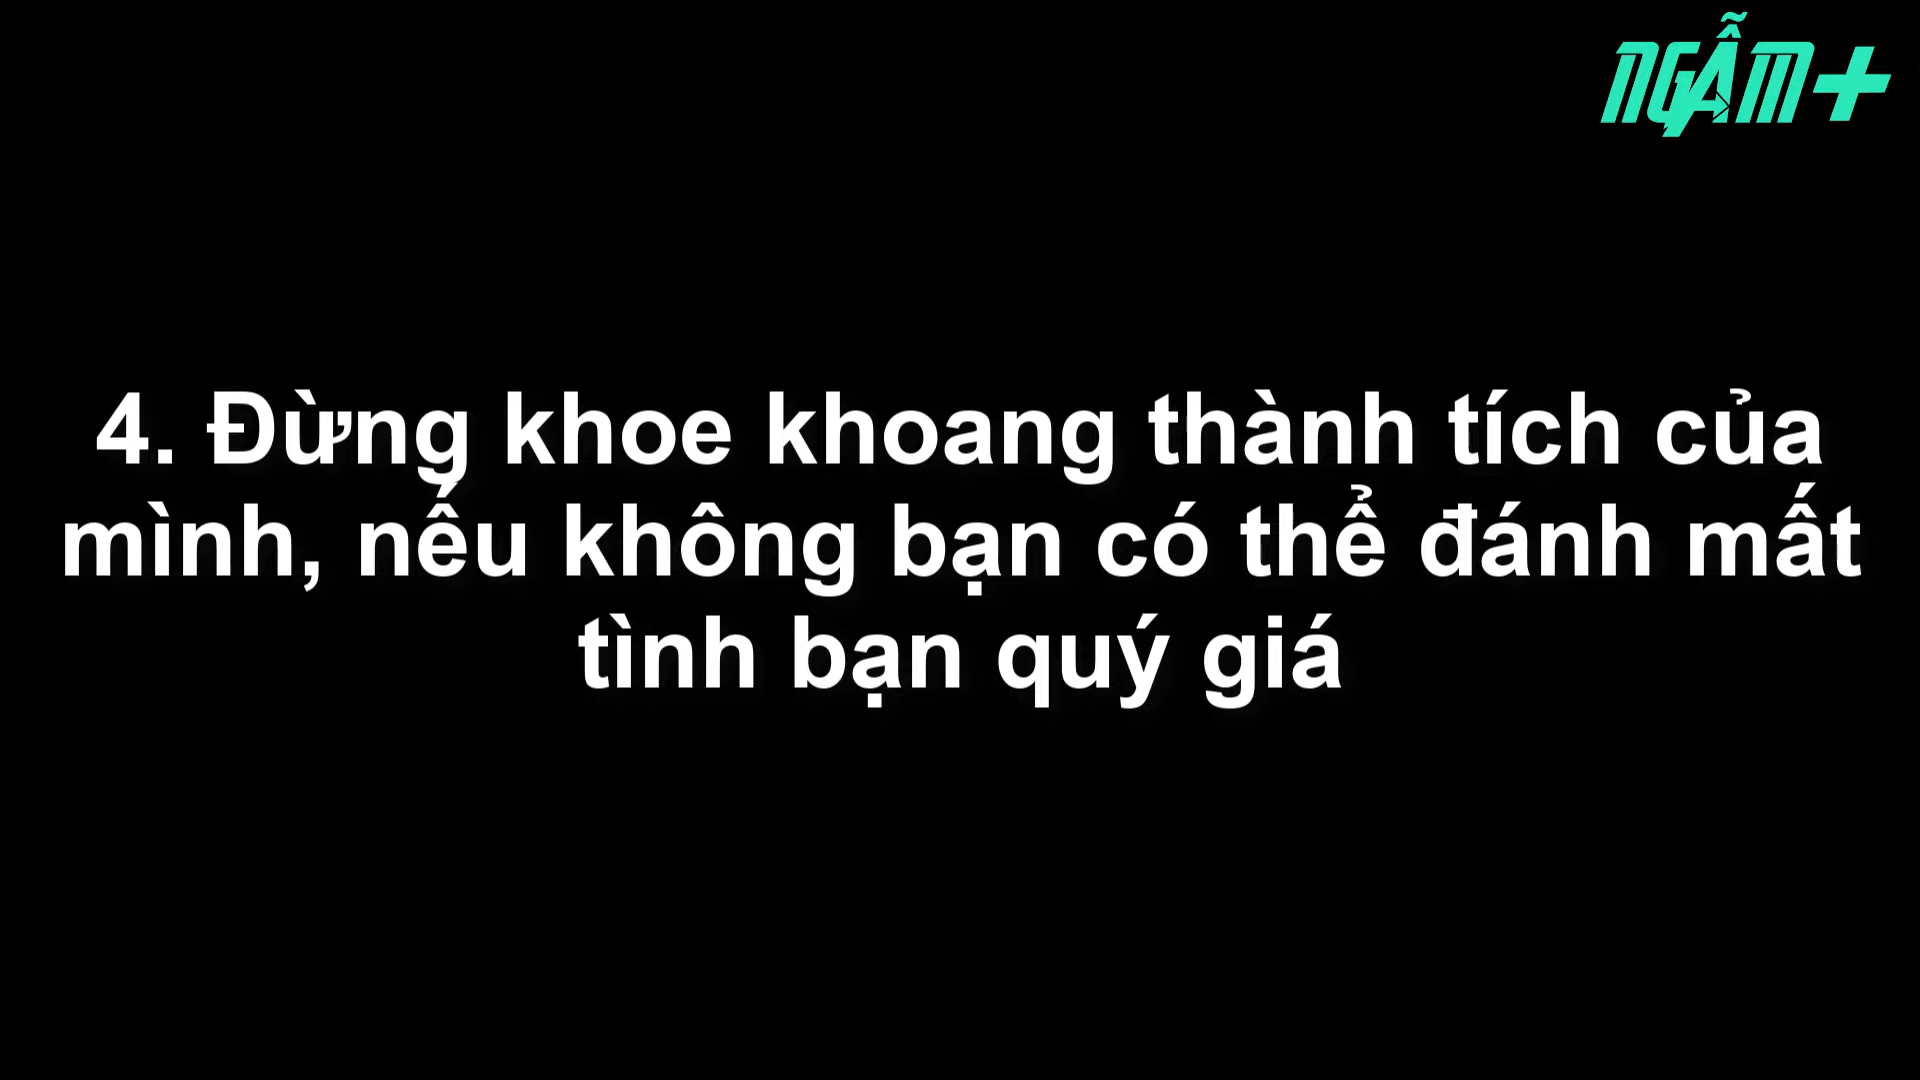 NGẪM+
4. Đừng khoe khoang thành tích của
mình, nếu không bạn có thể đánh mất
tình bạn quý giá